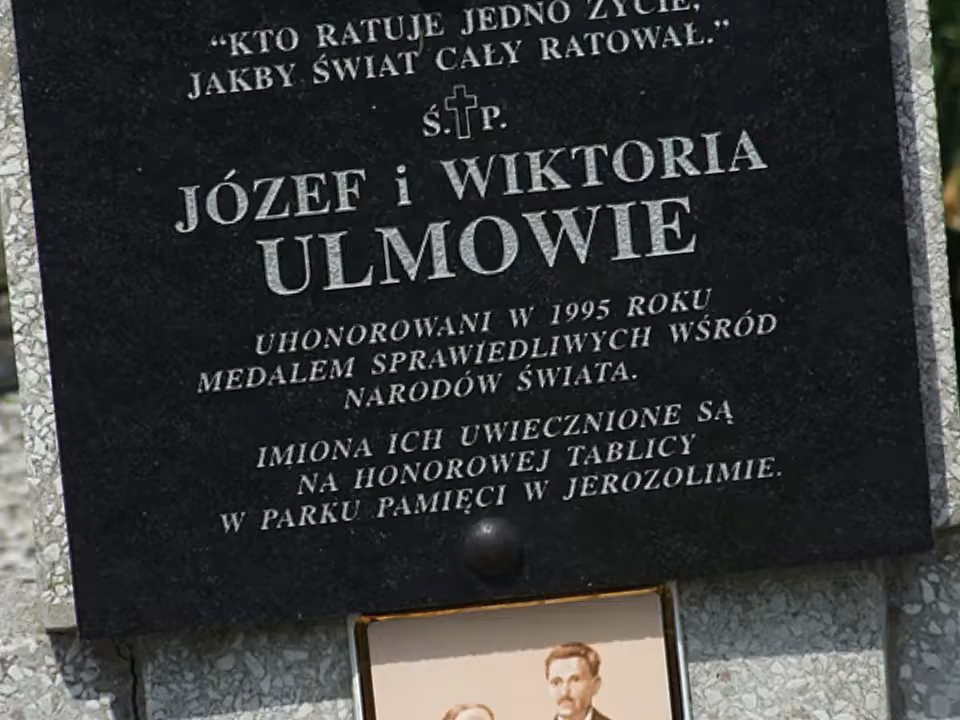 “KTO RATUJE JEDNO ŻYCIE,
JAKBY ŚWIAT CAŁY RATOWAŁ.”
Ś.✝P.
JÓZEF i WIKTORIA
ULMOWIE
UHONOROWANI W 1995 ROKU
MEDALEM SPRAWIEDLIWYCH WŚRÓD
NARODÓW ŚWIATA.
IMIONA ICH UWIECZNIONE SĄ
NA HONOROWEJ TABLICY
W PARKU PAMIĘCI W JEROZOLIMIE.